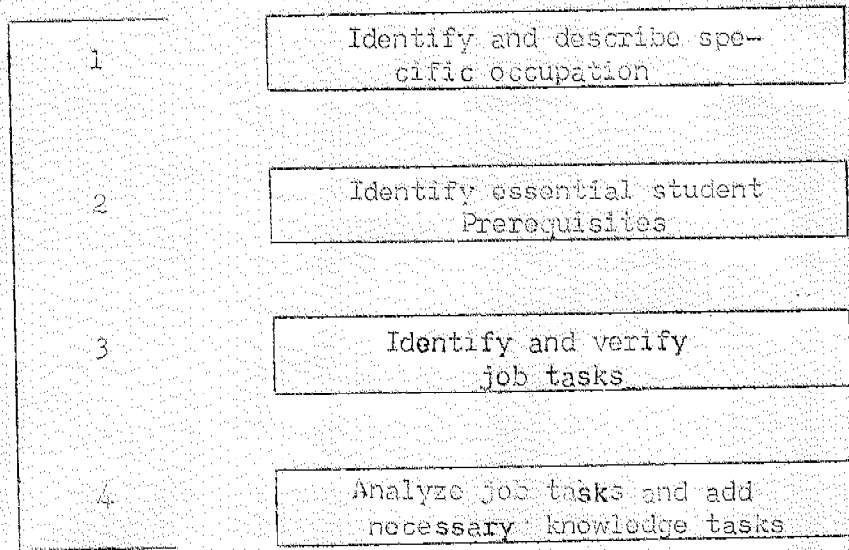 1
Identify and describe spe-
cific occupation
2
Identify essential student
Prerequisites
3
Identify and verify
job tasks
4
Analyze job tasks and add
necessary knowledge tasks